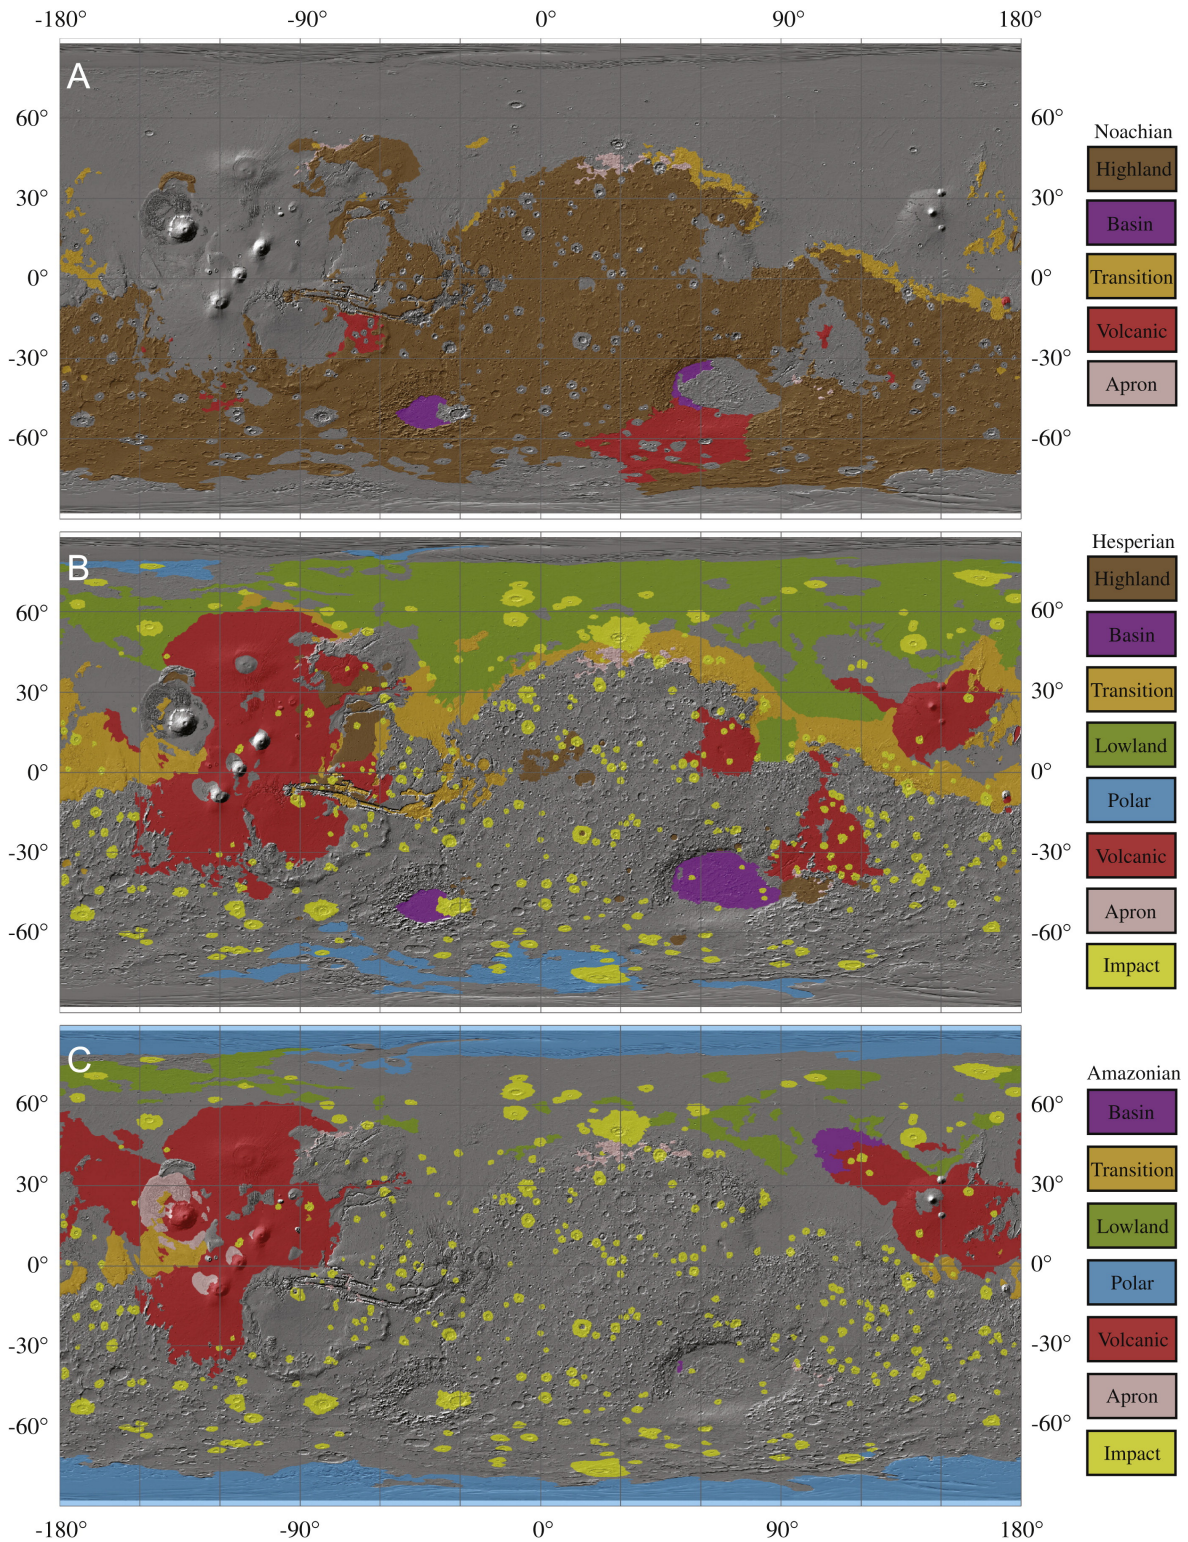 -180° -90° 0° 90° 180°
A
60° 60°
30° 30°
0° 0°
-30° -30°
-60° -60°
Noachian
Highland
Basin
Transition
Volcanic
Apron
B
60° 60°
30° 30°
0° 0°
-30° -30°
-60° -60°
Hesperian
Highland
Basin
Transition
Lowland
Polar
Volcanic
Apron
Impact
C
60° 60°
30° 30°
0° 0°
-30° -30°
-60° -60°
Amazonian
Basin
Transition
Lowland
Polar
Volcanic
Apron
Impact
-180° -90° 0° 90° 180°